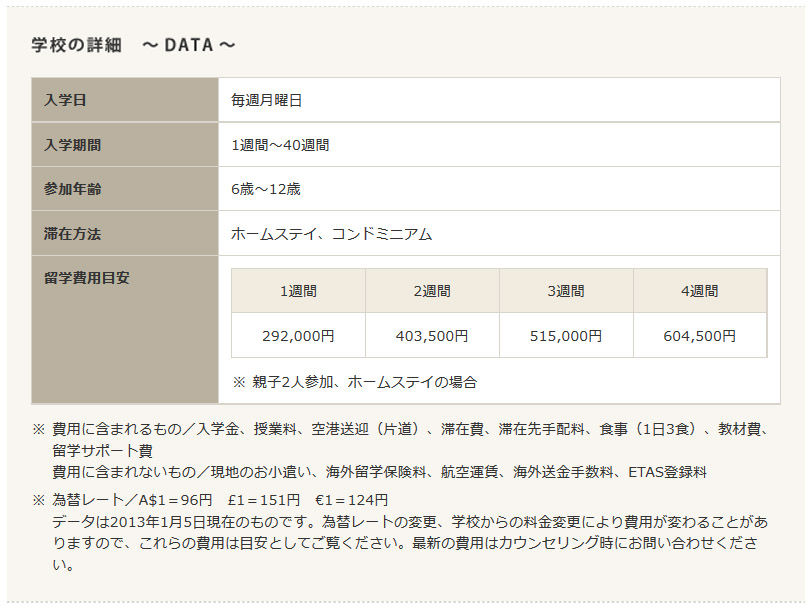 学校の詳細　～ DATA ～
入学日
毎週月曜日
入学期間
1週間～40週間
参加年齢
6歳～12歳
滞在方法
ホームステイ、コンドミニアム
留学費用目安
1週間 2週間 3週間 4週間
292,000円 403,500円 515,000円 604,500円
※ 親子2人参加、ホームステイの場合
※ 費用に含まれるもの／入学金、授業料、空港送迎（片道）、滞在費、滞在先手配料、食事（1日3食）、教材費、
留学サポート費
費用に含まれないもの／現地のお小遣い、海外留学保険料、航空運賃、海外送金手数料、ETAS登録料
※ 為替レート／A$1＝96円　£1＝151円　€1＝124円
データは2013年1月5日現在のものです。為替レートの変更、学校からの料金変更により費用が変わることがあ
りますので、これらの費用は目安としてご覧ください。最新の費用はカウンセリング時にお問い合わせくださ
い。